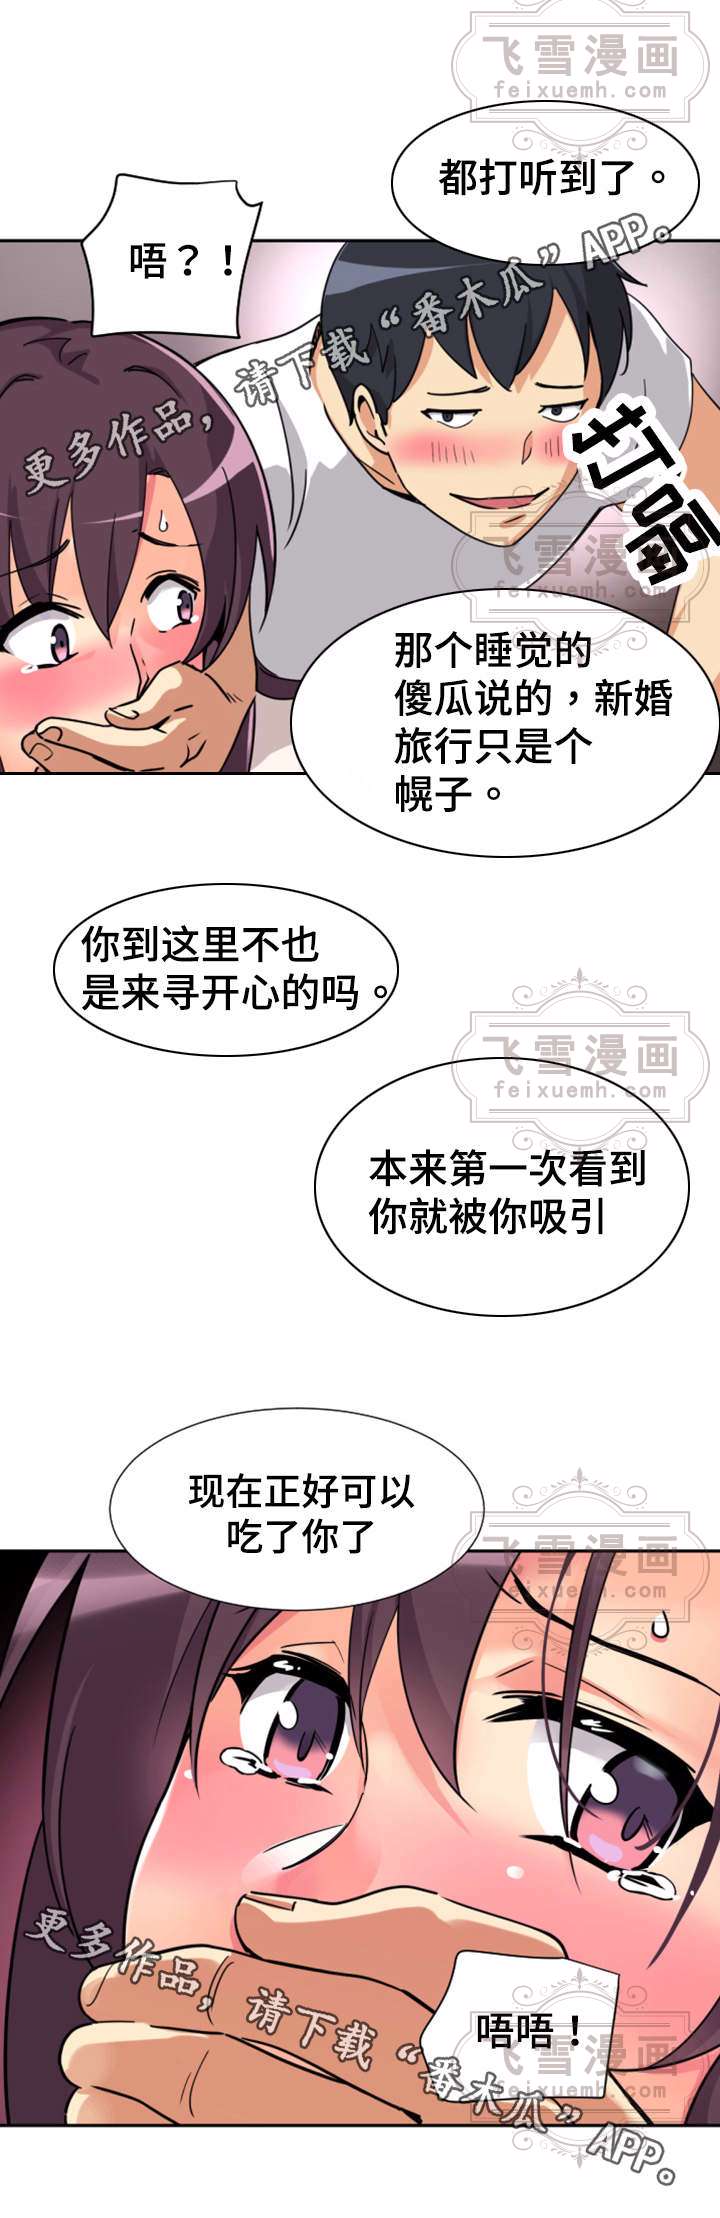 飞雪漫画
feixuemh.com
都打听到了。
唔？！
更多作品，请下载“番木瓜”APP。
打嗝
飞雪漫画
feixuemh.com
那个睡觉的
傻瓜说的，新婚
旅行只是个
幌子。
你到这里不也
是来寻开心的吗。
飞雪漫画
feixuemh.com
本来第一次看到
你就被你吸引
现在正好可以
吃了你了
飞雪漫画
feixuemh.com
更多作品，请下载“番木瓜”APP。
唔唔！
飞雪漫画
feixuemh.com